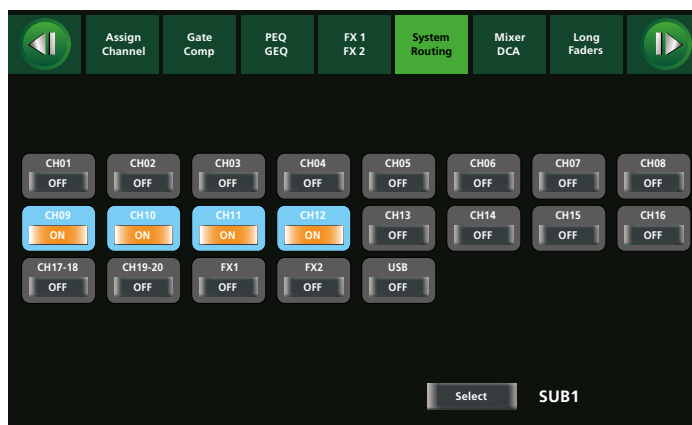 Assign Channel
Gate Comp
PEQ GEQ
FX 1 FX 2
System Routing
Mixer DCA
Long Faders
CH01 CH02 CH03 CH04 CH05 CH06 CH07 CH08
OFF OFF OFF OFF OFF OFF OFF OFF
CH09 CH10 CH11 CH12 CH13 CH14 CH15 CH16
ON ON ON ON OFF OFF OFF OFF
CH17-18 CH19-20 FX1 FX2 USB
OFF OFF OFF OFF OFF
Select SUB1